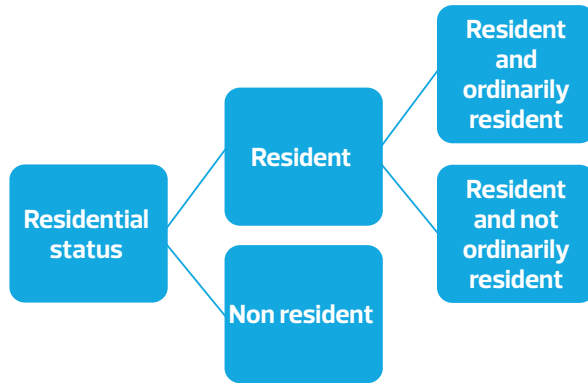 Residential
status
Resident
Non resident
Resident
and
ordinarily
resident
Resident
and not
ordinarily
resident